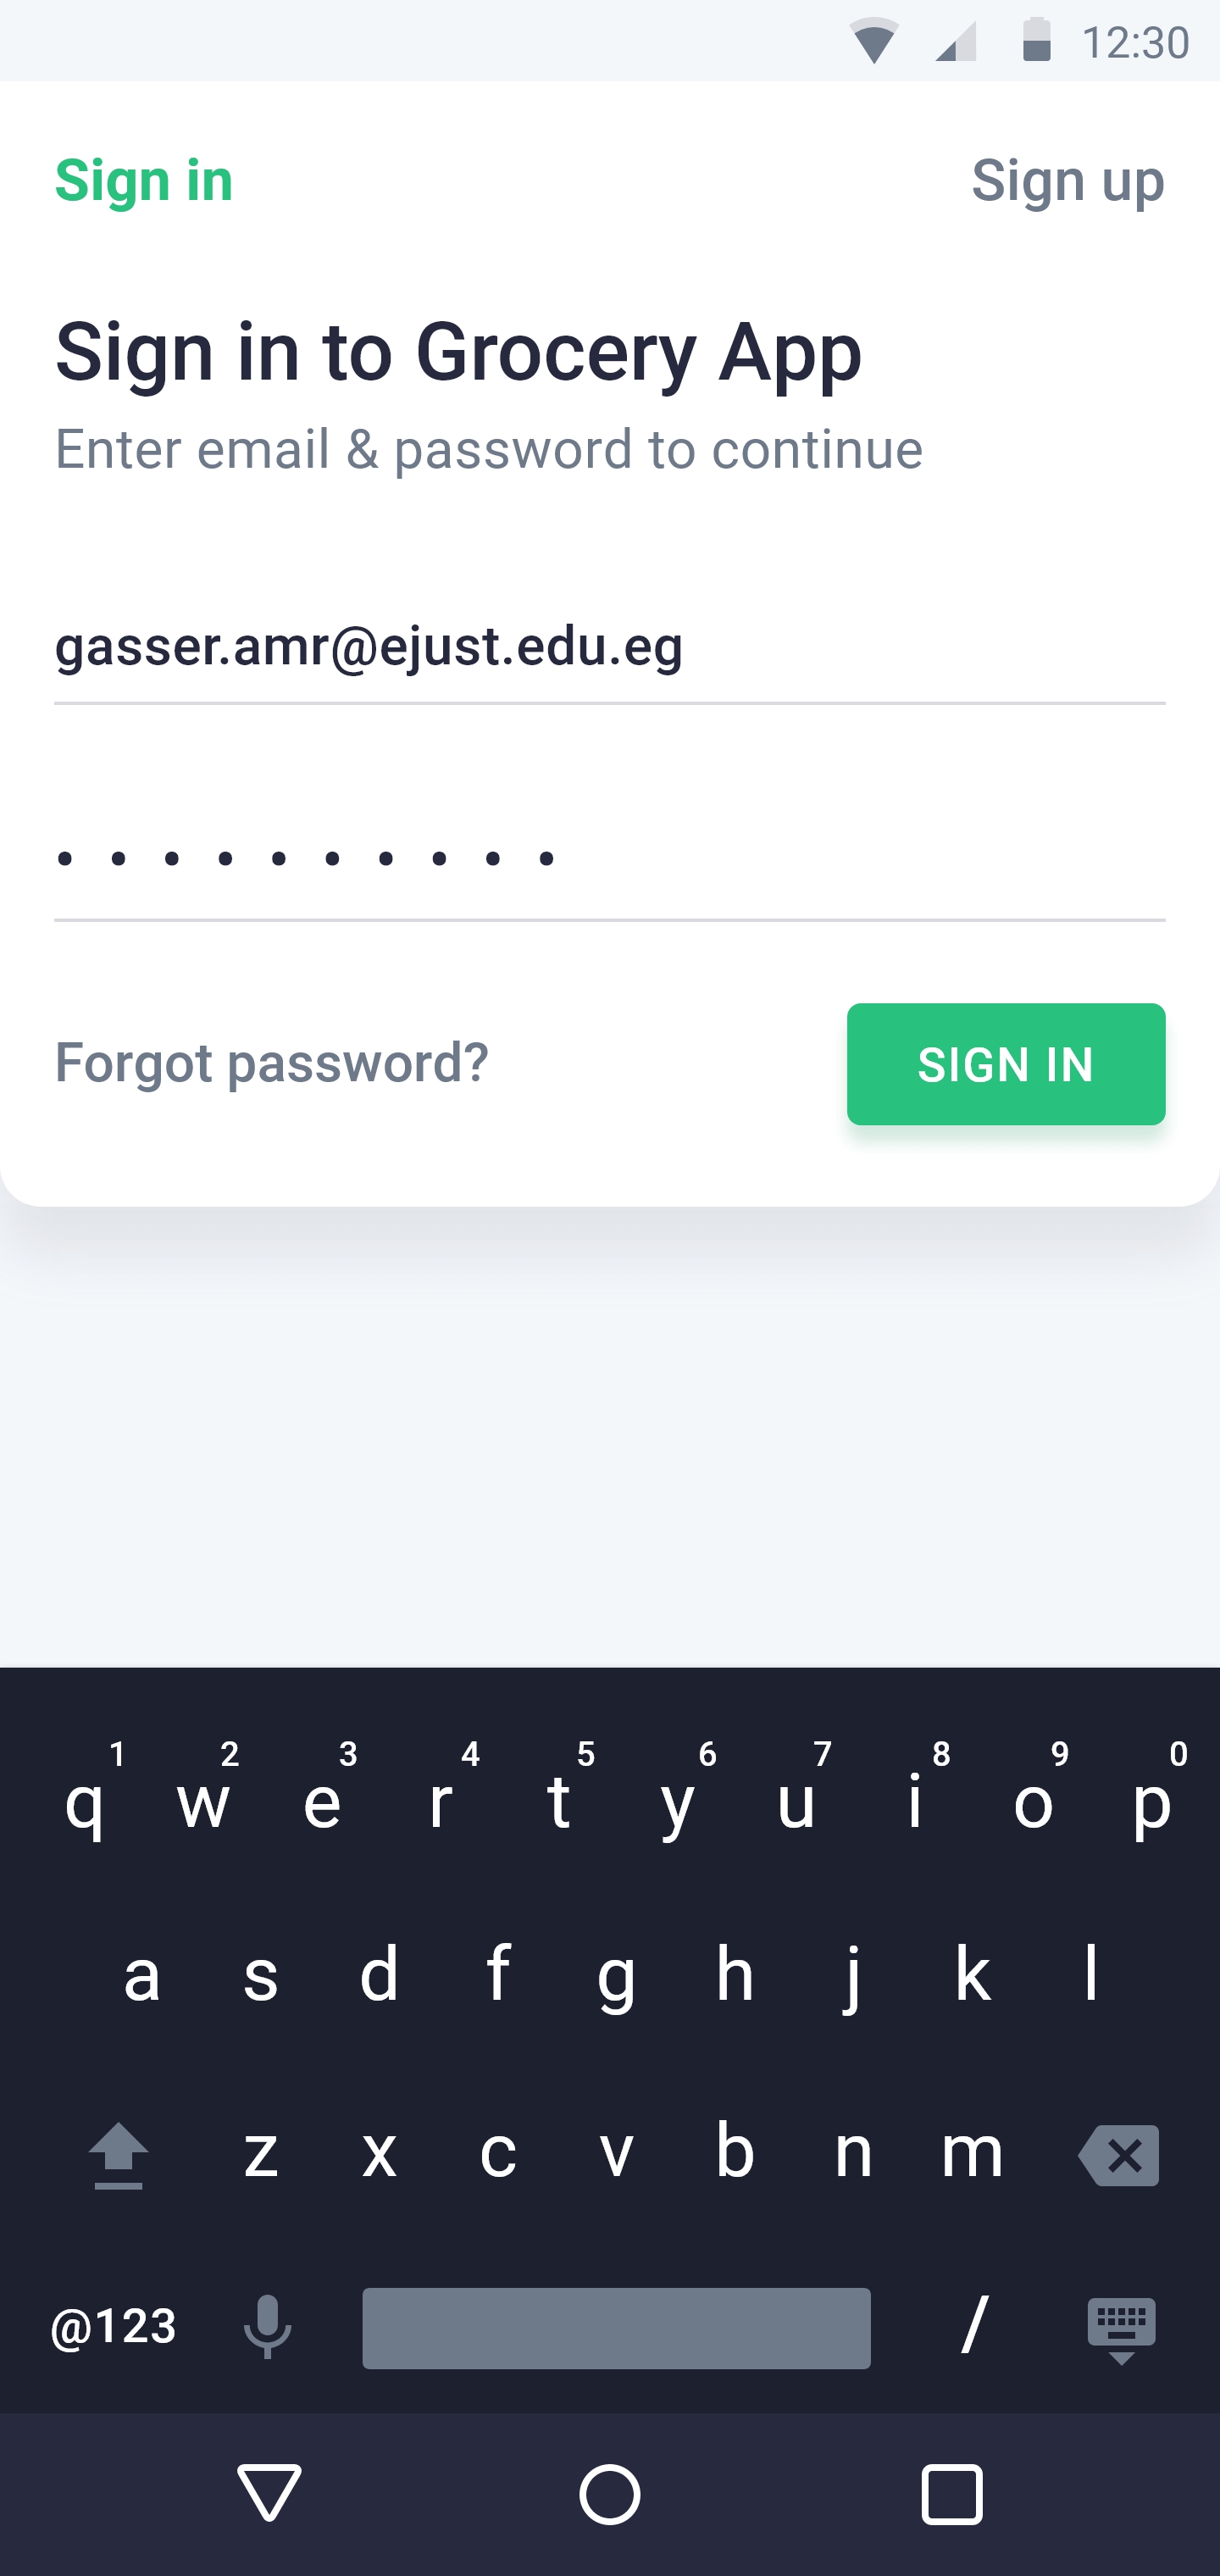 12:30
Sign in Sign up
Sign in to Grocery App
Enter email & password to continue
gasser.amr@ejust.edu.eg
• • • • • • • • • •
Forgot password? SIGN IN
1 2 3 4 5 6 7 8 9 0
q w e r t y u i o p
a s d f g h j k l
z x c v b n m
@123 /